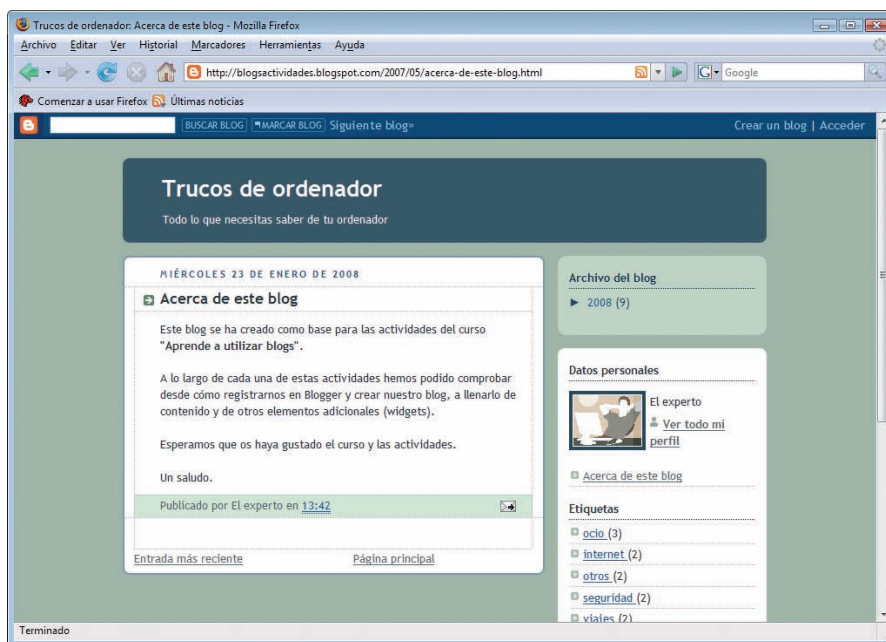 Trucos de ordenador: Acerca de este blog - Mozilla Firefox
Archivo Editar Ver Historial Marcadores Herramientas Ayuda
http://blogsactividades.blogspot.com/2007/05/acerca-de-este-blog.html
G Google
Comenzar a usar Firefox Últimas noticias
BUSCAR BLOG MARCAR BLOG Siguiente blog»
Crear un blog | Acceder
Trucos de ordenador
Todo lo que necesitas saber de tu ordenador
MIÉRCOLES 23 DE ENERO DE 2008
Acerca de este blog
Este blog se ha creado como base para las actividades del curso
"Aprende a utilizar blogs".
A lo largo de cada una de estas actividades hemos podido comprobar
desde cómo registrarnos en Blogger y crear nuestro blog, a llenarlo de
contenido y de otros elementos adicionales (widgets).
Esperamos que os haya gustado el curso y las actividades.
Un saludo.
Publicado por El experto en 13:42
Entrada más reciente
Página principal
Archivo del blog
► 2008 (9)
Datos personales
El experto
Ver todo mi
perfil
Acerca de este blog
Etiquetas
ocio (3)
internet (2)
otros (2)
seguridad (2)
viajes (2)
Terminado